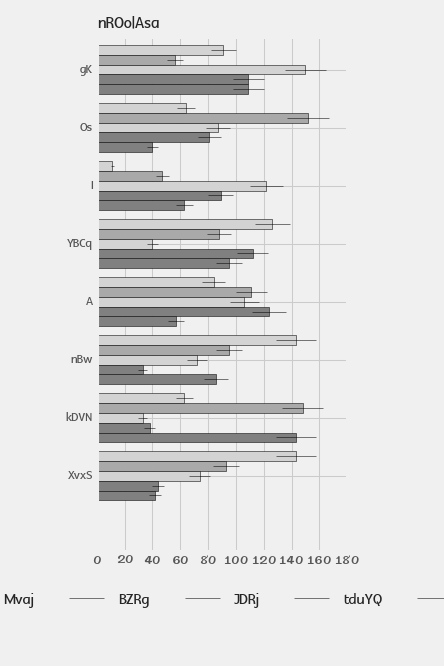 nROo|Asa
gK
Os
I
YBCq
A
nBw
kDVN
XvxS
0 20 40 60 80 100 120 140 160 180
Mvaj BZRg JDRj tduYQ